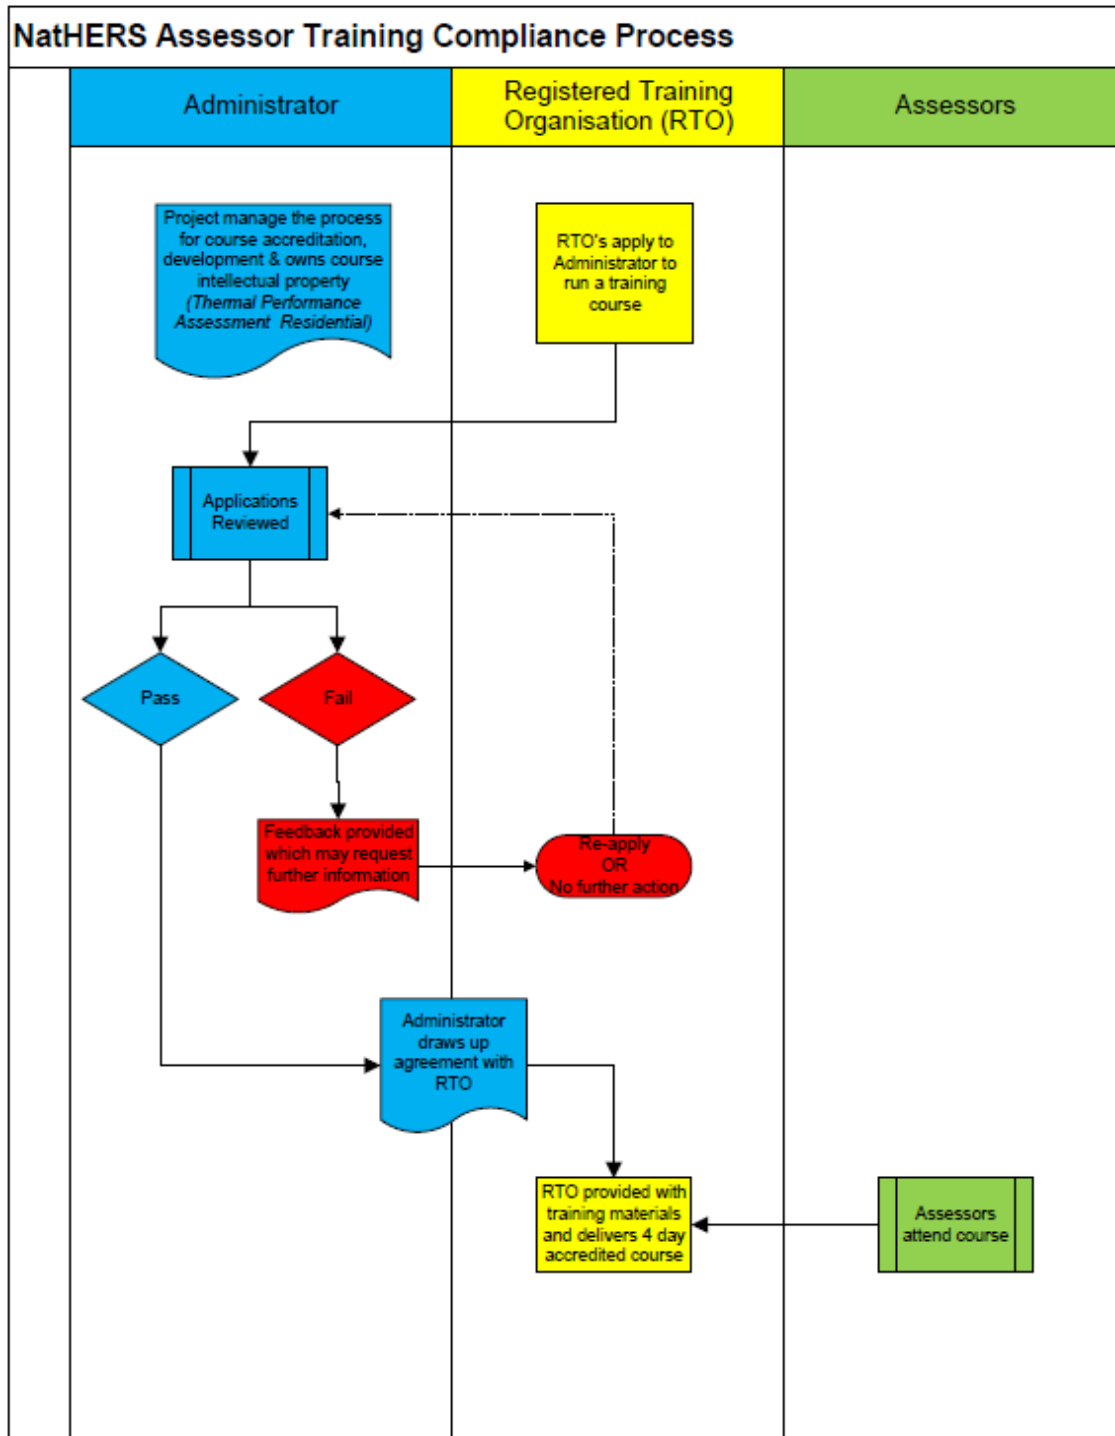 NatHERS Assessor Training Compliance Process
Administrator
Registered Training
Organisation (RTO)
Assessors
Project manage the process
for course accreditation,
development & owns course
intellectual property
(Thermal Performance
Assessment Residential)
RTO's apply to
Administrator to
run a training
course
Applications
Reviewed
Pass
Fail
Feedback provided
which may request
further information
Re-apply
OR
No further action
Administrator
draws up
agreement with
RTO
RTO provided with
training materials
and delivers 4 day
accredited course
Assessors
attend course